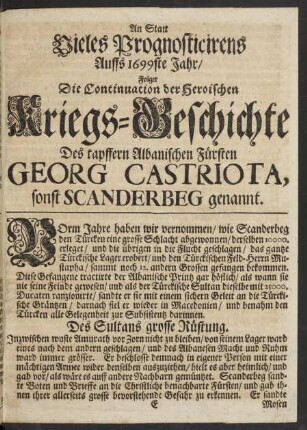 An Statt
Vieles Prognosticirens
Auffs 1699ste Jahr/
Folget
Die Continuation der Heroischen
Kriegs-Geschichte
Des tapffern Albanischen Fürsten
GEORG CASTRIOTA,
sonst SCANDERBEG genannt.
VOrm Jahre haben wir vernommen/ wie Scanderbeg
den Türcken eine grosse Schlacht abgewonnen/ derselben 10000.
erleget/ und die übrigen in die Flucht geschlagen/ das gantze
Türckische Lager erobert/ und den Türckischen Feld-Herrn Mu-
stapha/ sammt noch 12. andern Grossen gefangen bekommen.
Diese Gefangene tractirte der Albanische Printz gar höflich/ als wann sie
nie seine Feinde gewesen/ und als der Türckische Sultan dieselbe mit 25000.
Ducaten ranzionirt/ sandte er sie mit einem sichern Geleit an die Türcki-
sche Gräntzen/ darnach fiel er wieder in Macedonien/ und benahm den
Türcken alle Gelegenheit zur Subsistentz darinnen.
Des Sultans grosse Rüstung.
Inzwischen wuste Amurath vor Zorn nicht zu bleiben/ von seinem Lager ward
eines nach dem andern geschlagen/ und des Albanesen Macht und Ruhm
ward immer grösser. Er beschlosse demnach in eigener Person mit einer
mächtigen Armee wider denselben auszuziehen/ hielt es aber heimlich/ und
gab vor/ als wäre es auff andere Nachbarn gemüntzet. Scanderbeg sand-
te Boten und Brieffe an die Christliche benachbarte Fürsten/ und gab ih-
nen ihrer allerseits grosse bevorstehende Gefahr zu erkennen. Er sandte
E Mosen